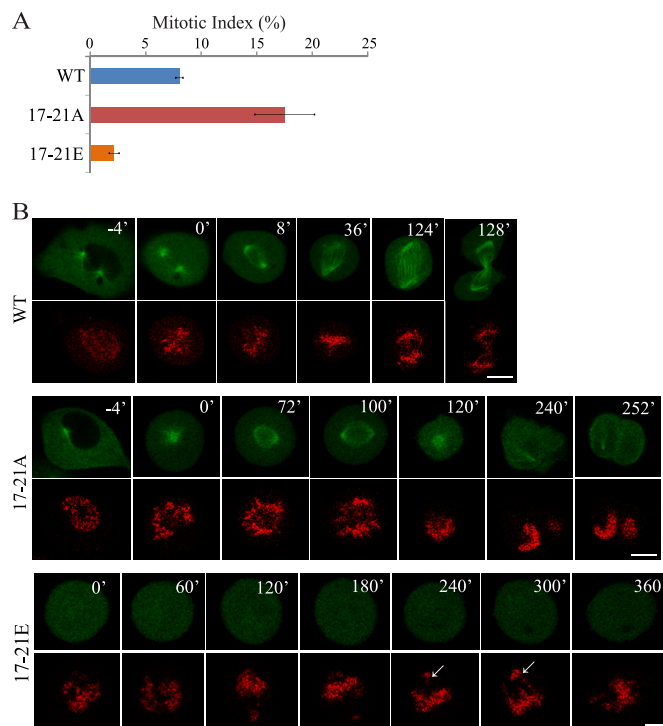 A
Mitotic Index (%)
0 5 10 15 20 25
WT
17-21A
17-21E
B
WT
-4’ 0’ 8’ 36’ 124’ 128’
17-21A
-4’ 0’ 72’ 100’ 120’ 240’ 252’
17-21E
0’ 60’ 120’ 180’ 240’ 300’ 360